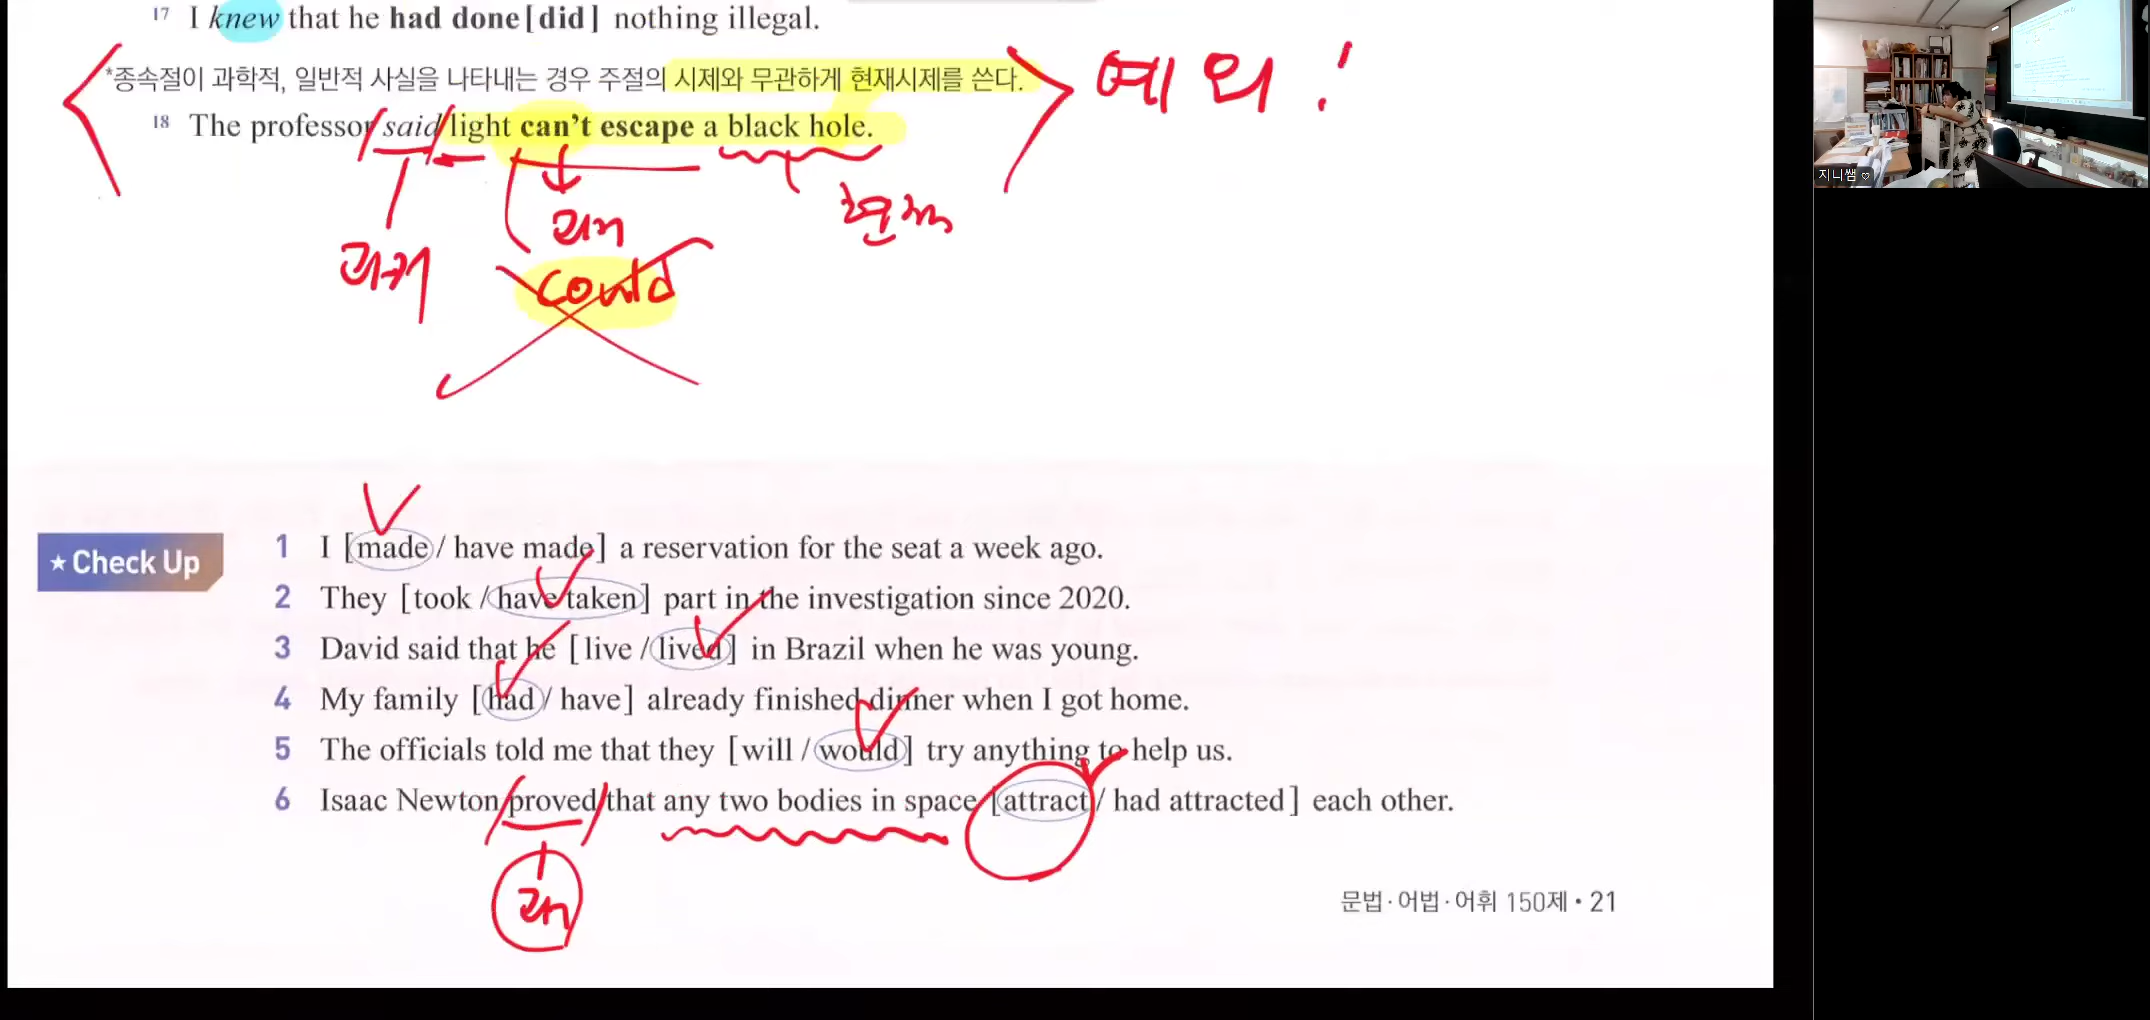 17 I knew that he had done[did] nothing illegal.
*종속절이 과학적, 일반적 사실을 나타내는 경우 주절의 시제와 무관하게 현재시제를 쓴다.
예외!
18 The professor said light can't escape a black hole.
과거
현재
could
★ Check Up
1 I [made / have made] a reservation for the seat a week ago.
2 They [took / have taken] part in the investigation since 2020.
3 David said that he [live / lived] in Brazil when he was young.
4 My family [had / have] already finished dinner when I got home.
5 The officials told me that they [will / would] try anything to help us.
6 Isaac Newton proved that any two bodies in space [attract / had attracted] each other.
문법·어법·어휘 150제 • 21
지니쌤 ♡